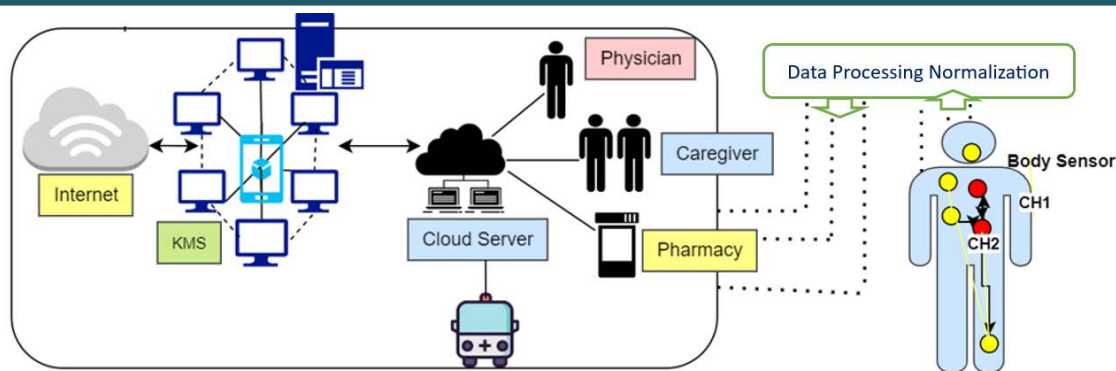 Physician
Data Processing Normalization
Caregiver
Body Sensor
Internet
CH1
KMS
Cloud Server
Pharmacy
CH2